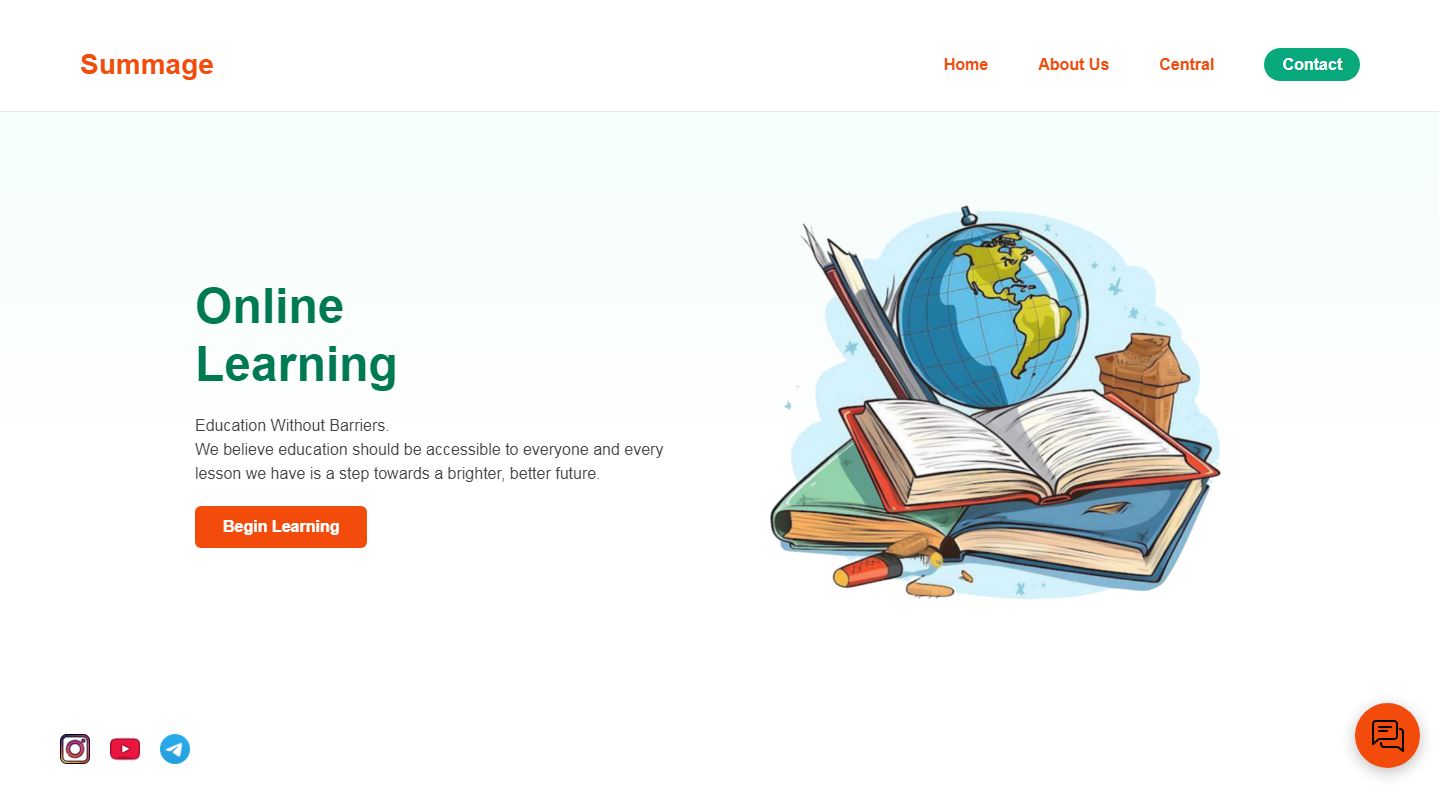 Summage
Home
About Us
Central
Contact
Online
Learning
Education Without Barriers.
We believe education should be accessible to everyone and every
lesson we have is a step towards a brighter, better future.
Begin Learning